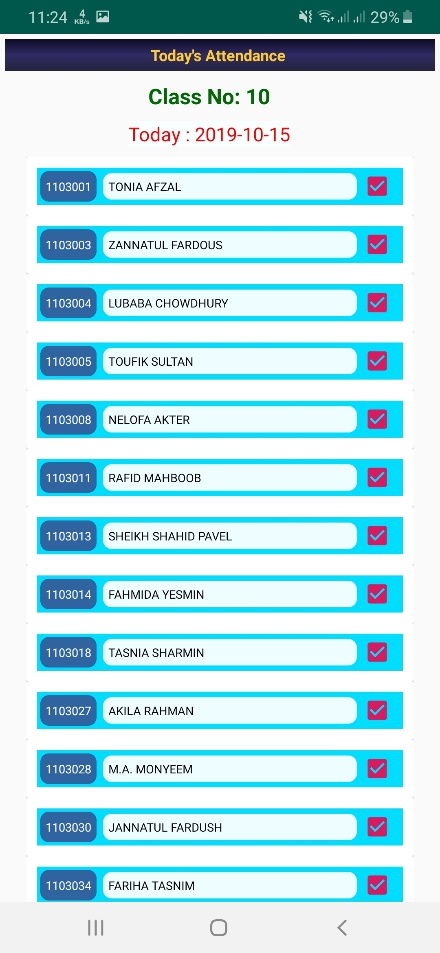 11:24 4 KB/s 29%
Today's Attendance
Class No: 10
Today : 2019-10-15
1103001 TONIA AFZAL
1103003 ZANNATUL FARDOUS
1103004 LUBABA CHOWDHURY
1103005 TOUFIK SULTAN
1103008 NELOFA AKTER
1103011 RAFID MAHBOOB
1103013 SHEIKH SHAHID PAVEL
1103014 FAHMIDA YESMIN
1103018 TASNIA SHARMIN
1103027 AKILA RAHMAN
1103028 M.A. MONYEEM
1103030 JANNATUL FARDUSH
1103034 FARIHA TASNIM